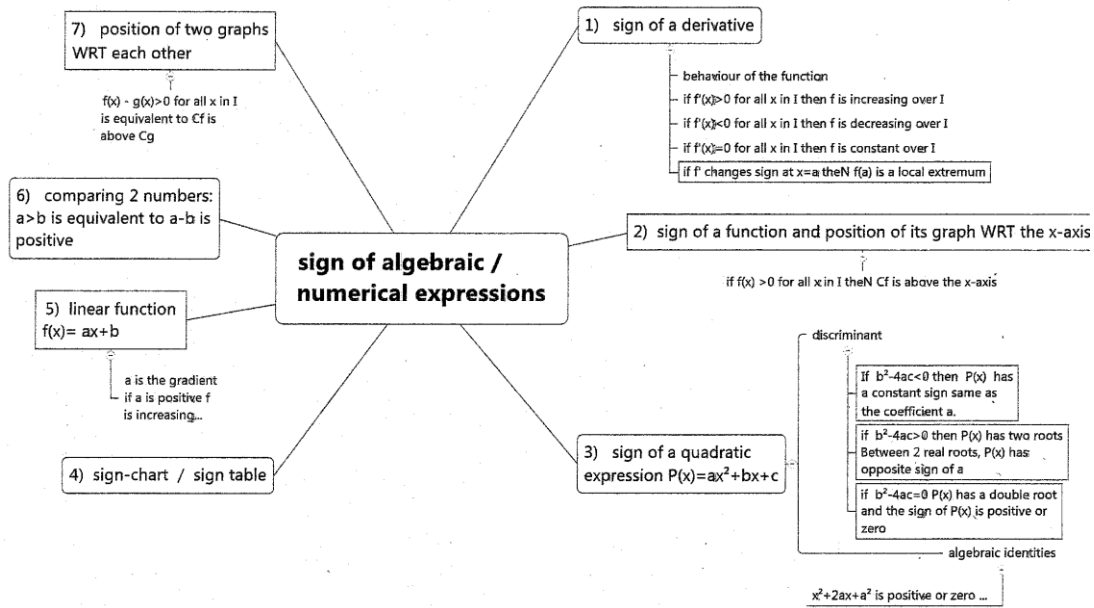 7) position of two graphs
WRT each other
f(x) - g(x)>0 for all x in I
is equivalent to Cf is
above Cg
6) comparing 2 numbers:
a>b is equivalent to a-b is
positive
5) linear function
f(x)= ax+b
a is the gradient
if a is positive f
is increasing...
4) sign-chart / sign table
sign of algebraic /
numerical expressions
1) sign of a derivative
behaviour of the function
if f'(x)>0 for all x in I then f is increasing over I
if f'(x)<0 for all x in I then f is decreasing over I
if f'(x)=0 for all x in I then f is constant over I
if f' changes sign at x=a theN f(a) is a local extremum
2) sign of a function and position of its graph WRT the x-axis
if f(x) >0 for all x in I theN Cf is above the x-axis
3) sign of a quadratic
expression P(x)=ax²+bx+c
discriminant
If b²-4ac<0 then P(x) has
a constant sign same as
the coefficient a.
if b²-4ac>0 then P(x) has two roots
Between 2 real roots, P(x) has
opposite sign of a
if b²-4ac=0 P(x) has a double root
and the sign of P(x) is positive or
zero
algebraic identities
x²+2ax+a² is positive or zero ...